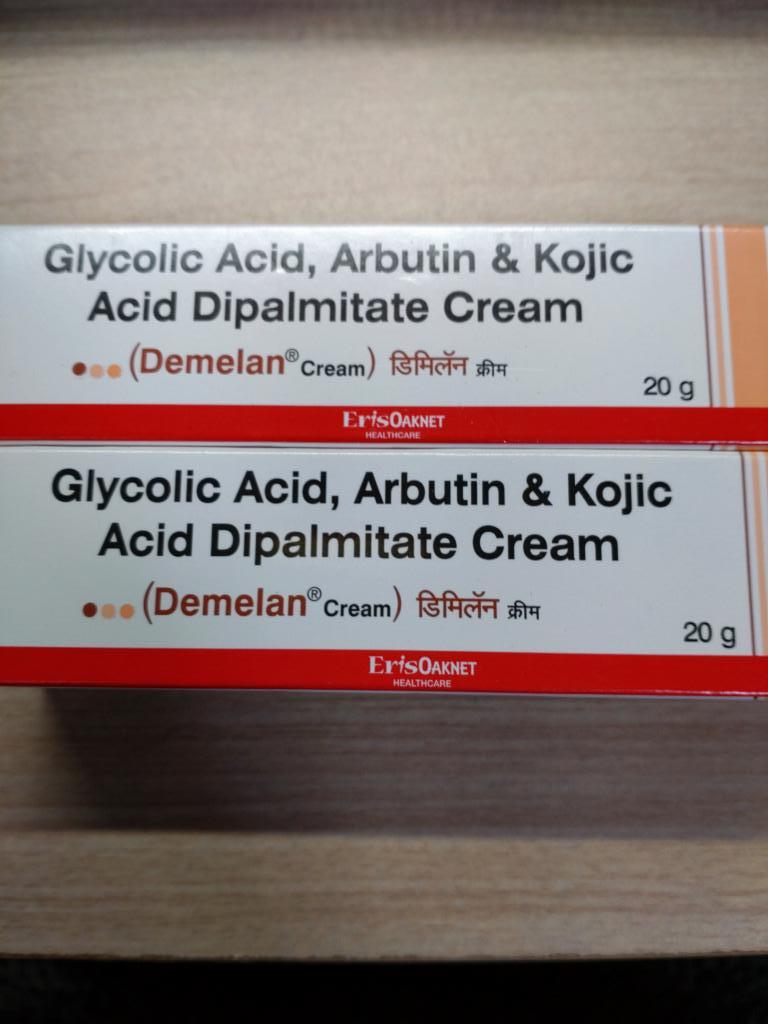 Glycolic Acid, Arbutin & Kojic
Acid Dipalmitate Cream
(Demelan® Cream) डिमिलॅन क्रीम
20 g
ErisOAKNET
HEALTHCARE
Glycolic Acid, Arbutin & Kojic
Acid Dipalmitate Cream
(Demelan® Cream) डिमिलॅन क्रीम
20 g
ErisOAKNET
HEALTHCARE